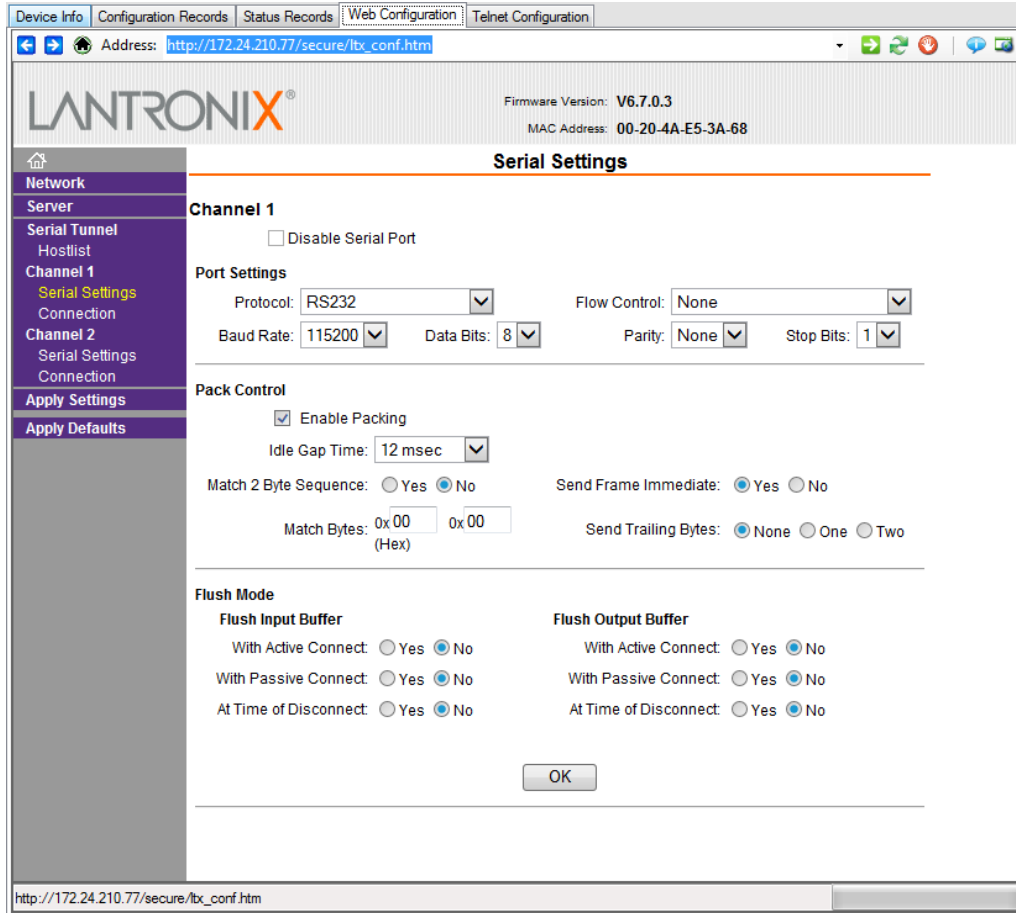 Device Info Configuration Records Status Records Web Configuration Telnet Configuration
Address: http://172.24.210.77/secure/ltx_conf.htm
LANTRONIX®
Firmware Version: V6.7.0.3
MAC Address: 00-20-4A-E5-3A-68
Network
Server
Serial Tunnel
Hostlist
Channel 1
Serial Settings
Connection
Channel 2
Serial Settings
Connection
Apply Settings
Apply Defaults
Serial Settings
Channel 1
Disable Serial Port
Port Settings
Protocol: RS232 Flow Control: None
Baud Rate: 115200 Data Bits: 8 Parity: None Stop Bits: 1
Pack Control
Enable Packing
Idle Gap Time: 12 msec
Match 2 Byte Sequence: Yes No Send Frame Immediate: Yes No
Match Bytes: 0x 00 0x 00 Send Trailing Bytes: None One Two
(Hex)
Flush Mode
Flush Input Buffer Flush Output Buffer
With Active Connect: Yes No With Active Connect: Yes No
With Passive Connect: Yes No With Passive Connect: Yes No
At Time of Disconnect: Yes No At Time of Disconnect: Yes No
OK
http://172.24.210.77/secure/ltx_conf.htm